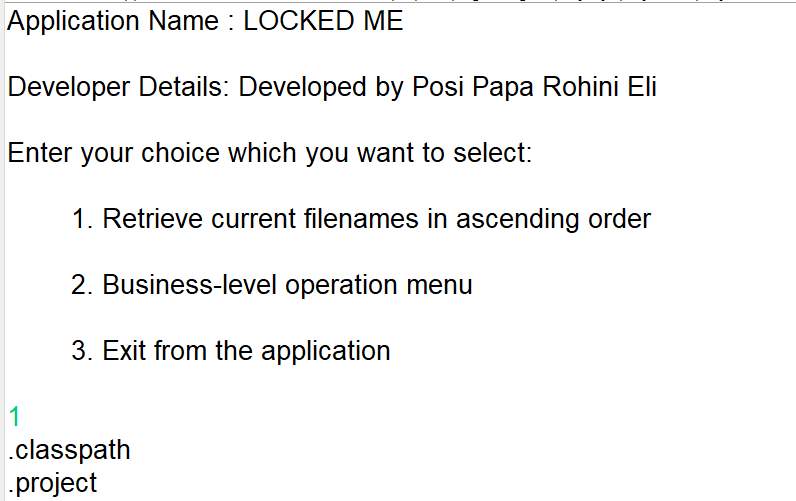 Application Name : LOCKED ME
Developer Details: Developed by Posi Papa Rohini Eli
Enter your choice which you want to select:
1. Retrieve current filenames in ascending order
2. Business-level operation menu
3. Exit from the application
1
.classpath
.project